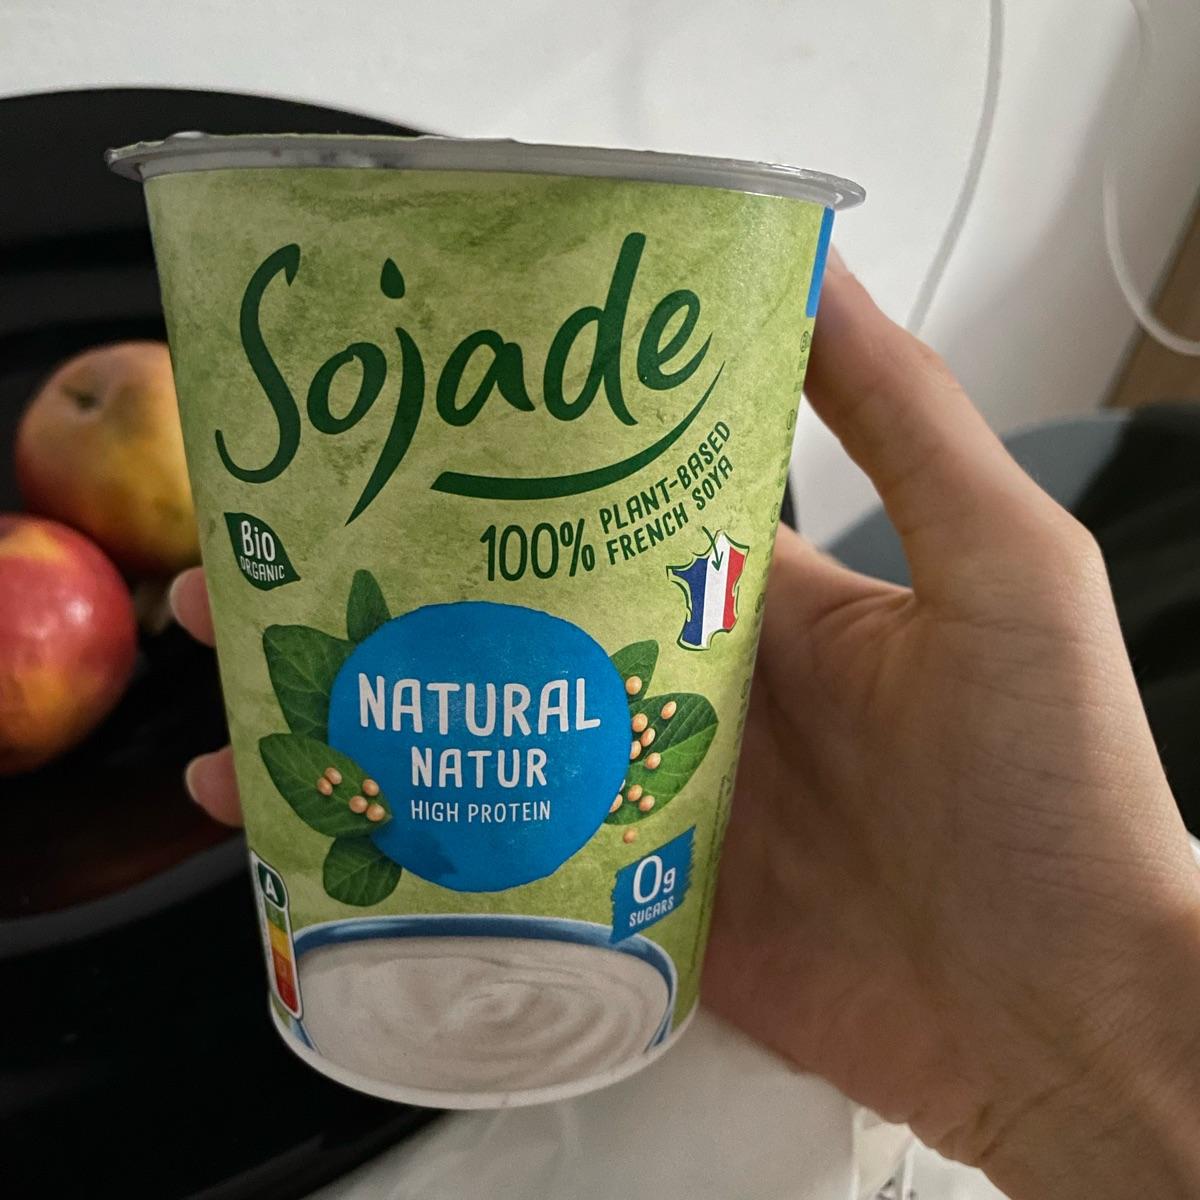 Sojade
100% PLANT-BASED
FRENCH SOYA
Bio
ORGANIC
NATURAL
NATUR
HIGH PROTEIN
A
0g
SUGARS